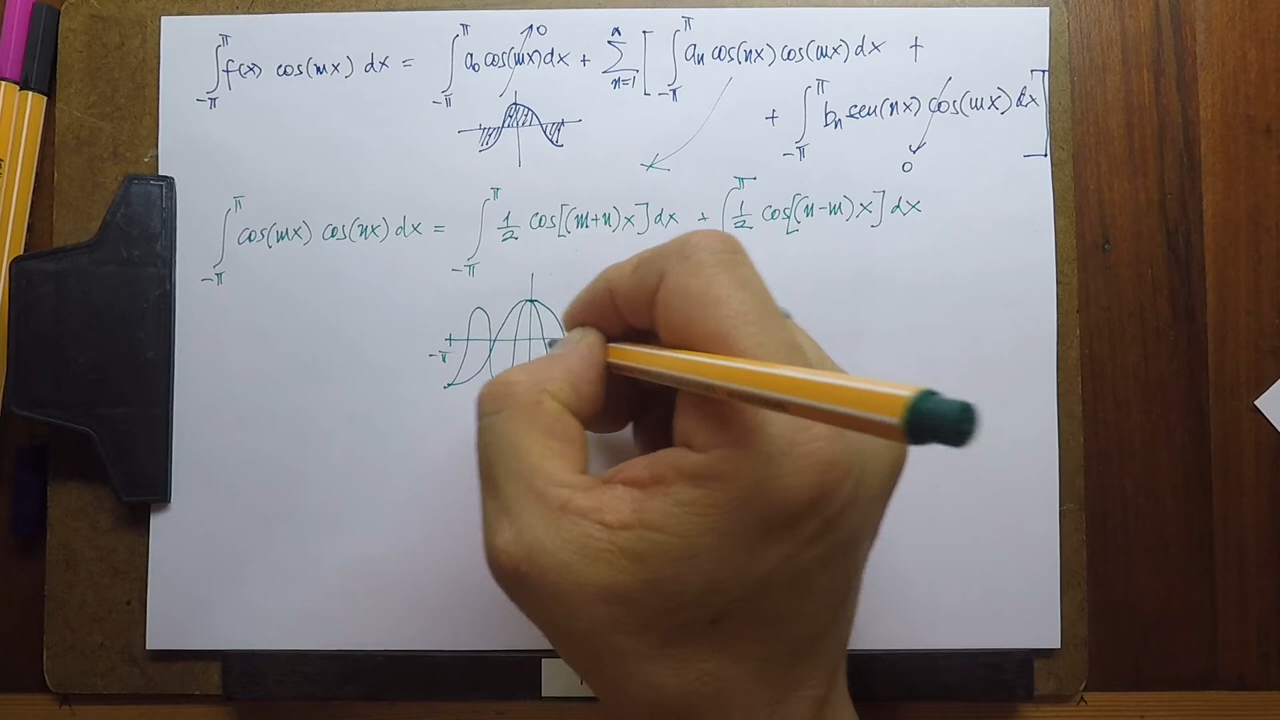 ∫_{-π}^{π} f(x) cos(mx) dx = ∫_{-π}^{π} a₀ cos(mx) dx + ∑_{n=1}^{∞} [ ∫_{-π}^{π} aₙ cos(nx) cos(mx) dx +
+ ∫_{-π}^{π} bₙ sen(nx) cos(mx) dx ]
0
0
∫_{-π}^{π} cos(mx) cos(nx) dx = ∫_{-π}^{π} 1/2 cos[(m+n)x] dx + ∫^{π} 1/2 cos[(n-m)x] dx
-π